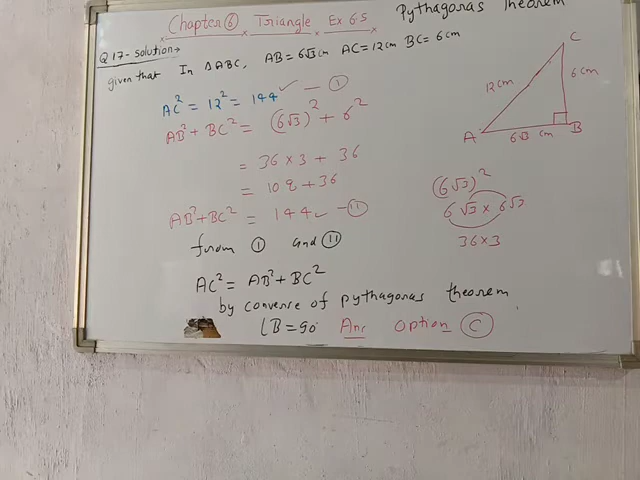 Chapter ⑥ Triangle Ex 6.5 Pythagoras Theorem
Q 17- solution→
given that In △ABC, AB = 6√3 cm AC = 12 cm BC = 6 cm
AC² = 12² = 144 ✓ — ①
AB² + BC² = (6√3)² + 6²
= 36 × 3 + 36
= 108 + 36
AB² + BC² = 144 ✓ — ⑪
from ① and ⑪
AC² = AB² + BC²
by converse of pythagoras theorem,
∠B = 90° Ans option Ⓒ
C
12 cm
6 cm
A
6√3 cm
B
(6√3)²
6√3 × 6√3
36 × 3